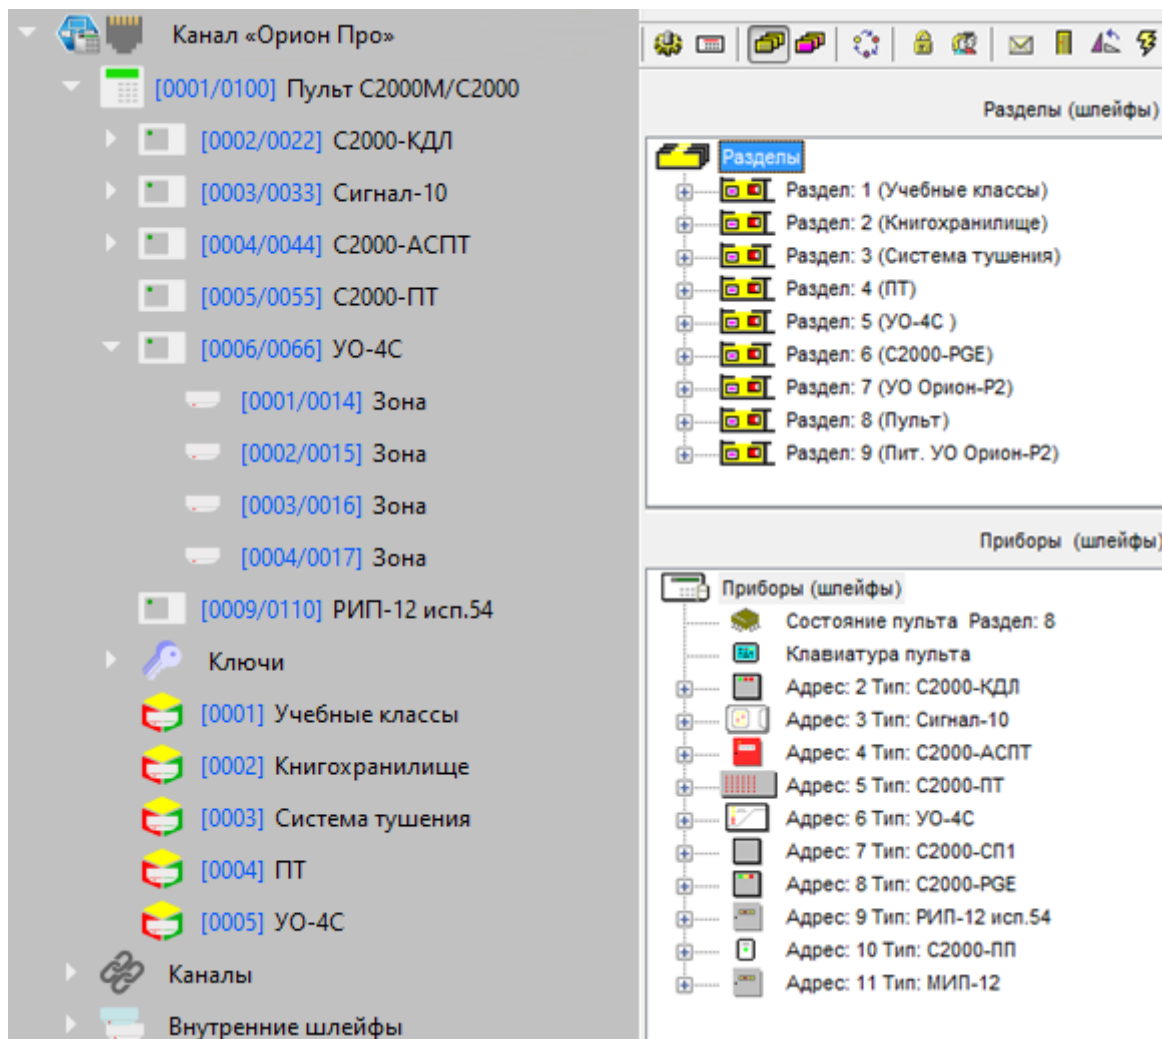 Канал «Орион Про»
[0001/0100] Пульт С2000М/С2000
[0002/0022] С2000-КДЛ
[0003/0033] Сигнал-10
[0004/0044] С2000-АСПТ
[0005/0055] С2000-ПТ
[0006/0066] УО-4С
[0001/0014] Зона
[0002/0015] Зона
[0003/0016] Зона
[0004/0017] Зона
[0009/0110] РИП-12 исп.54
Ключи
[0001] Учебные классы
[0002] Книгохранилище
[0003] Система тушения
[0004] ПТ
[0005] УО-4С
Каналы
Внутренние шлейфы
Разделы (шлейфы)
Разделы
Раздел: 1 (Учебные классы)
Раздел: 2 (Книгохранилище)
Раздел: 3 (Система тушения)
Раздел: 4 (ПТ)
Раздел: 5 (УО-4С )
Раздел: 6 (С2000-PGE)
Раздел: 7 (УО Орион-Р2)
Раздел: 8 (Пульт)
Раздел: 9 (Пит. УО Орион-Р2)
Приборы (шлейфы)
Приборы (шлейфы)
Состояние пульта Раздел: 8
Клавиатура пульта
Адрес: 2 Тип: С2000-КДЛ
Адрес: 3 Тип: Сигнал-10
Адрес: 4 Тип: С2000-АСПТ
Адрес: 5 Тип: С2000-ПТ
Адрес: 6 Тип: УО-4С
Адрес: 7 Тип: С2000-СП1
Адрес: 8 Тип: С2000-PGE
Адрес: 9 Тип: РИП-12 исп.54
Адрес: 10 Тип: С2000-ПП
Адрес: 11 Тип: МИП-12